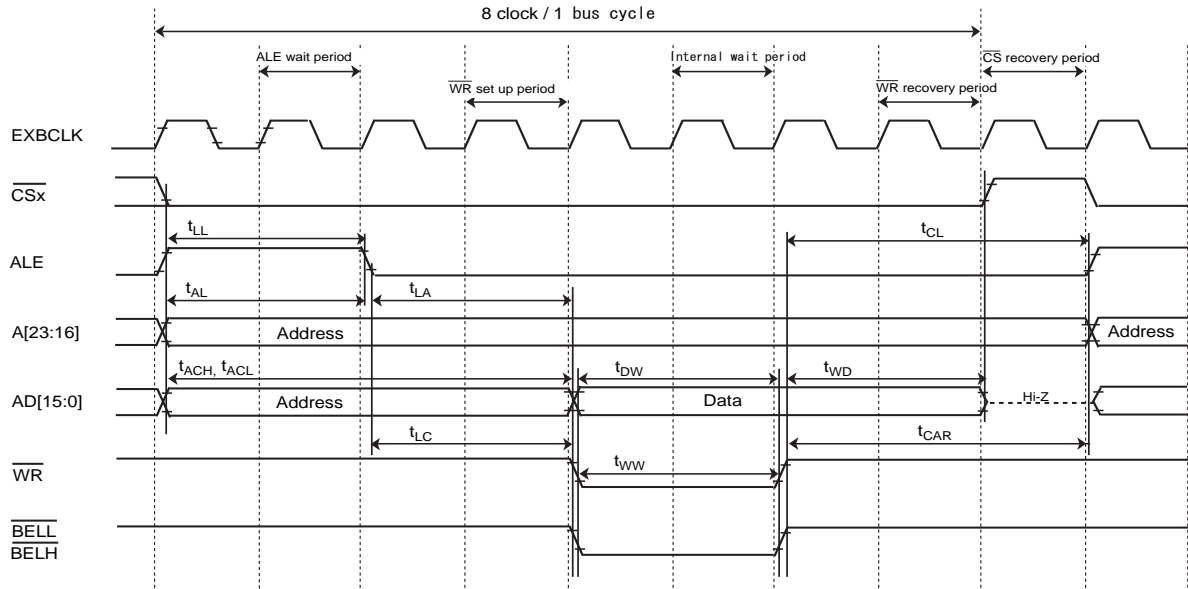 8 clock / 1 bus cycle
ALE wait period
Internal wait period
CS recovery period
WR set up period
WR recovery period
EXBCLK
CSx
tLL
tCL
ALE
tAL
tLA
A[23:16]
Address
Address
tACH, tACL
tDW
tWD
AD[15:0]
Address
Data
Hi-Z
tLC
tCAR
WR
tWW
BELL
BELH